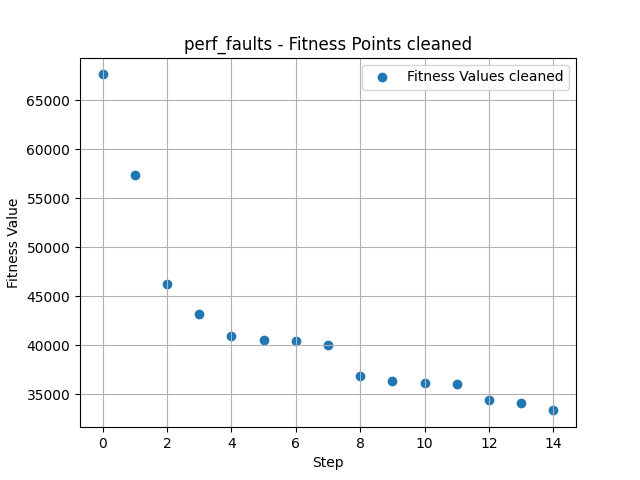 perf_faults - Fitness Points cleaned
Fitness Values cleaned
Fitness Value
65000
60000
55000
50000
45000
40000
35000
0 2 4 6 8 10 12 14
Step